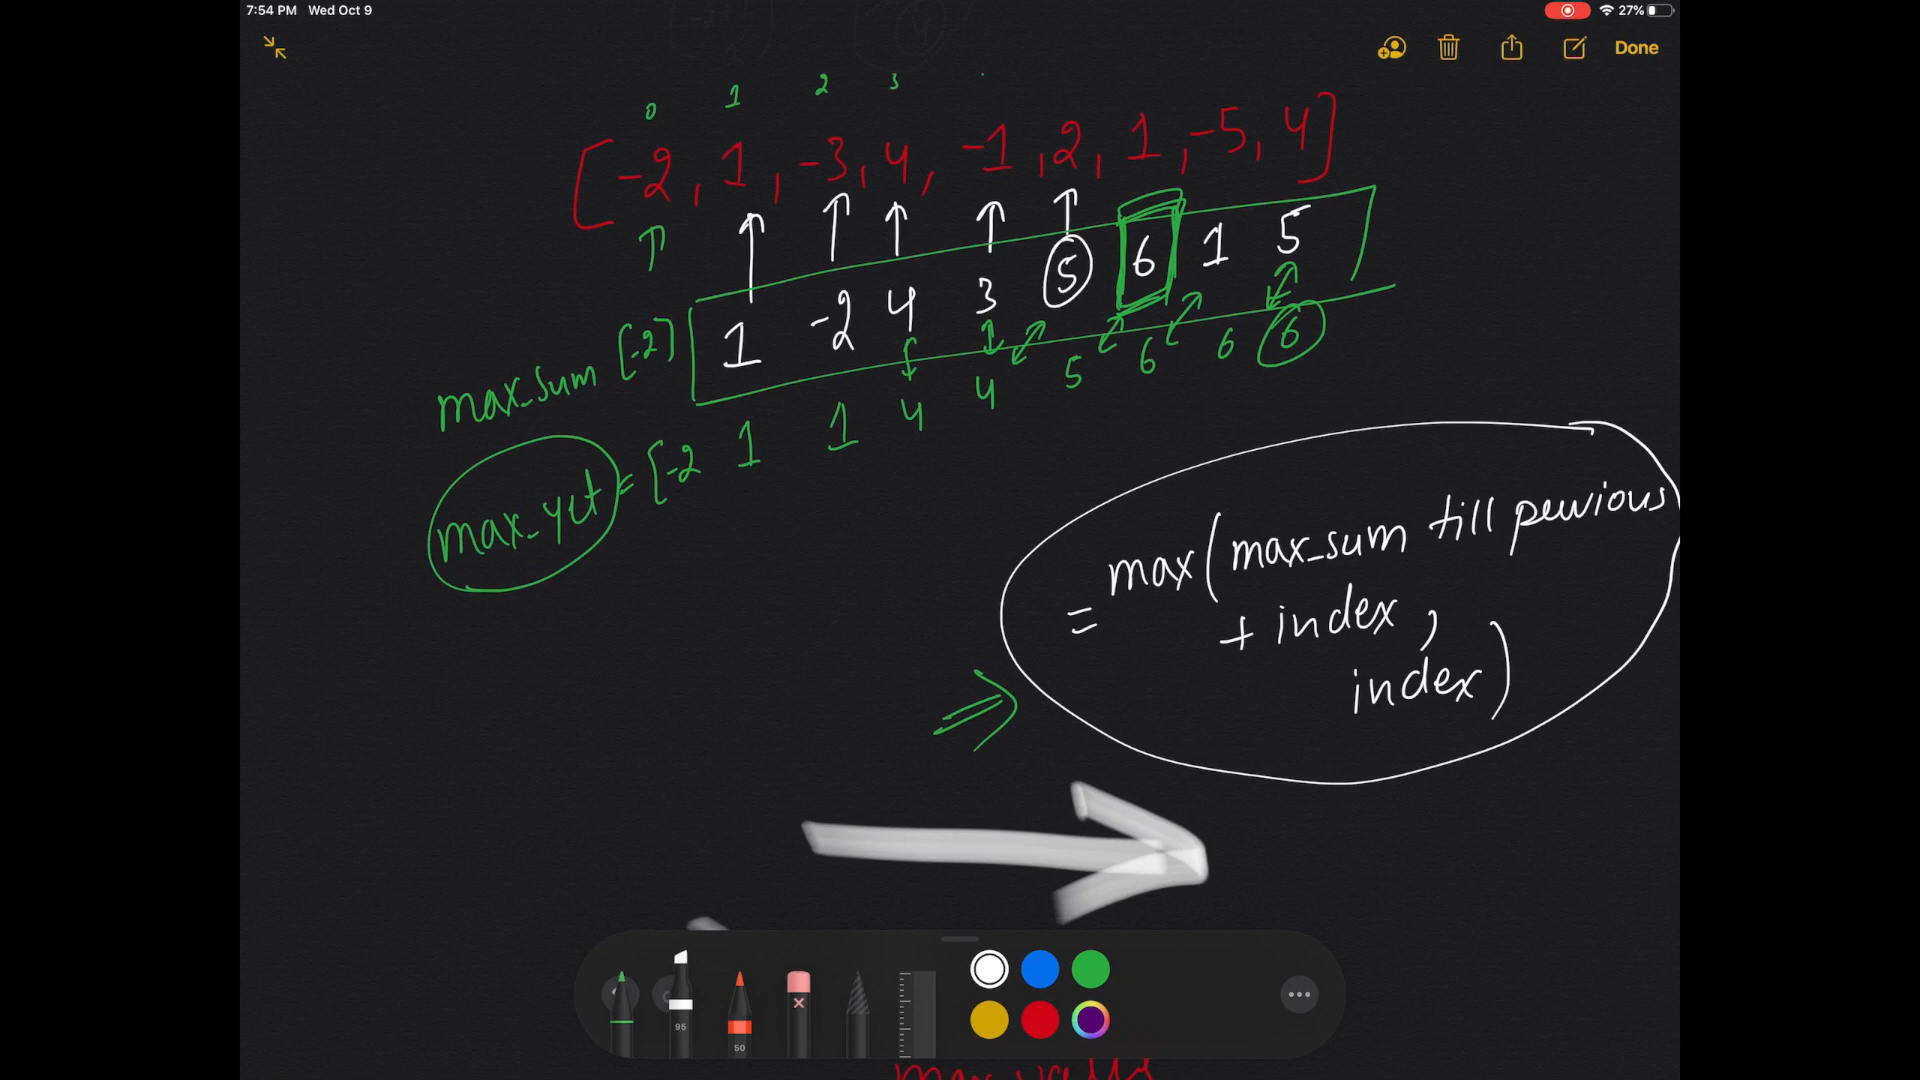 7:54 PM Wed Oct 9
27%
Done
0 1 2 3
[-2, 1, -3, 4, -1, 2, 1, -5, 4]
max_sum [-2] 1 -2 4 3 5 6 1 5
max_yet = [-2 1 1 4 4 5 6 6 6
= max(max_sum till pewious
+ index,
index)
95
50